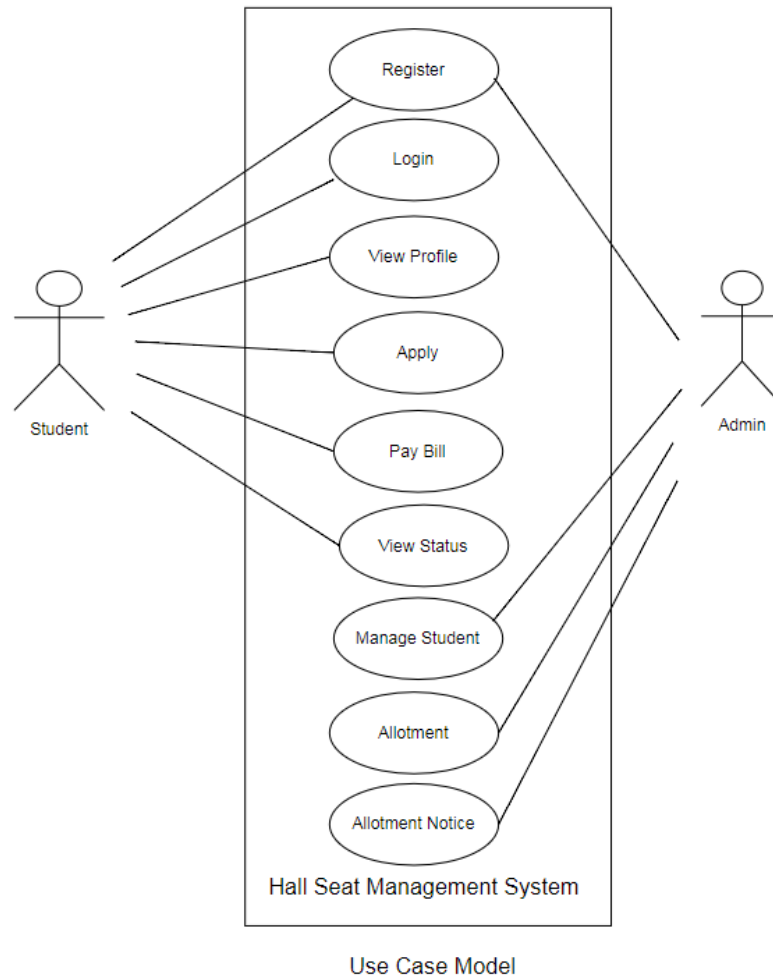 Register
Login
View Profile
Apply
Student
Admin
Pay Bill
View Status
Manage Student
Allotment
Allotment Notice
Hall Seat Management System
Use Case Model